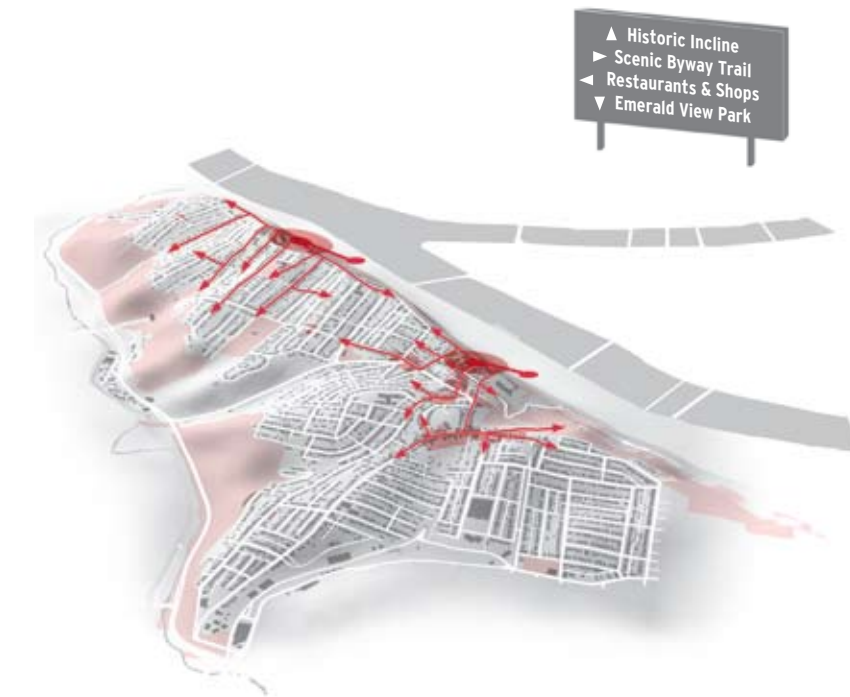 ▲ Historic Incline
► Scenic Byway Trail
◄ Restaurants & Shops
▼ Emerald View Park